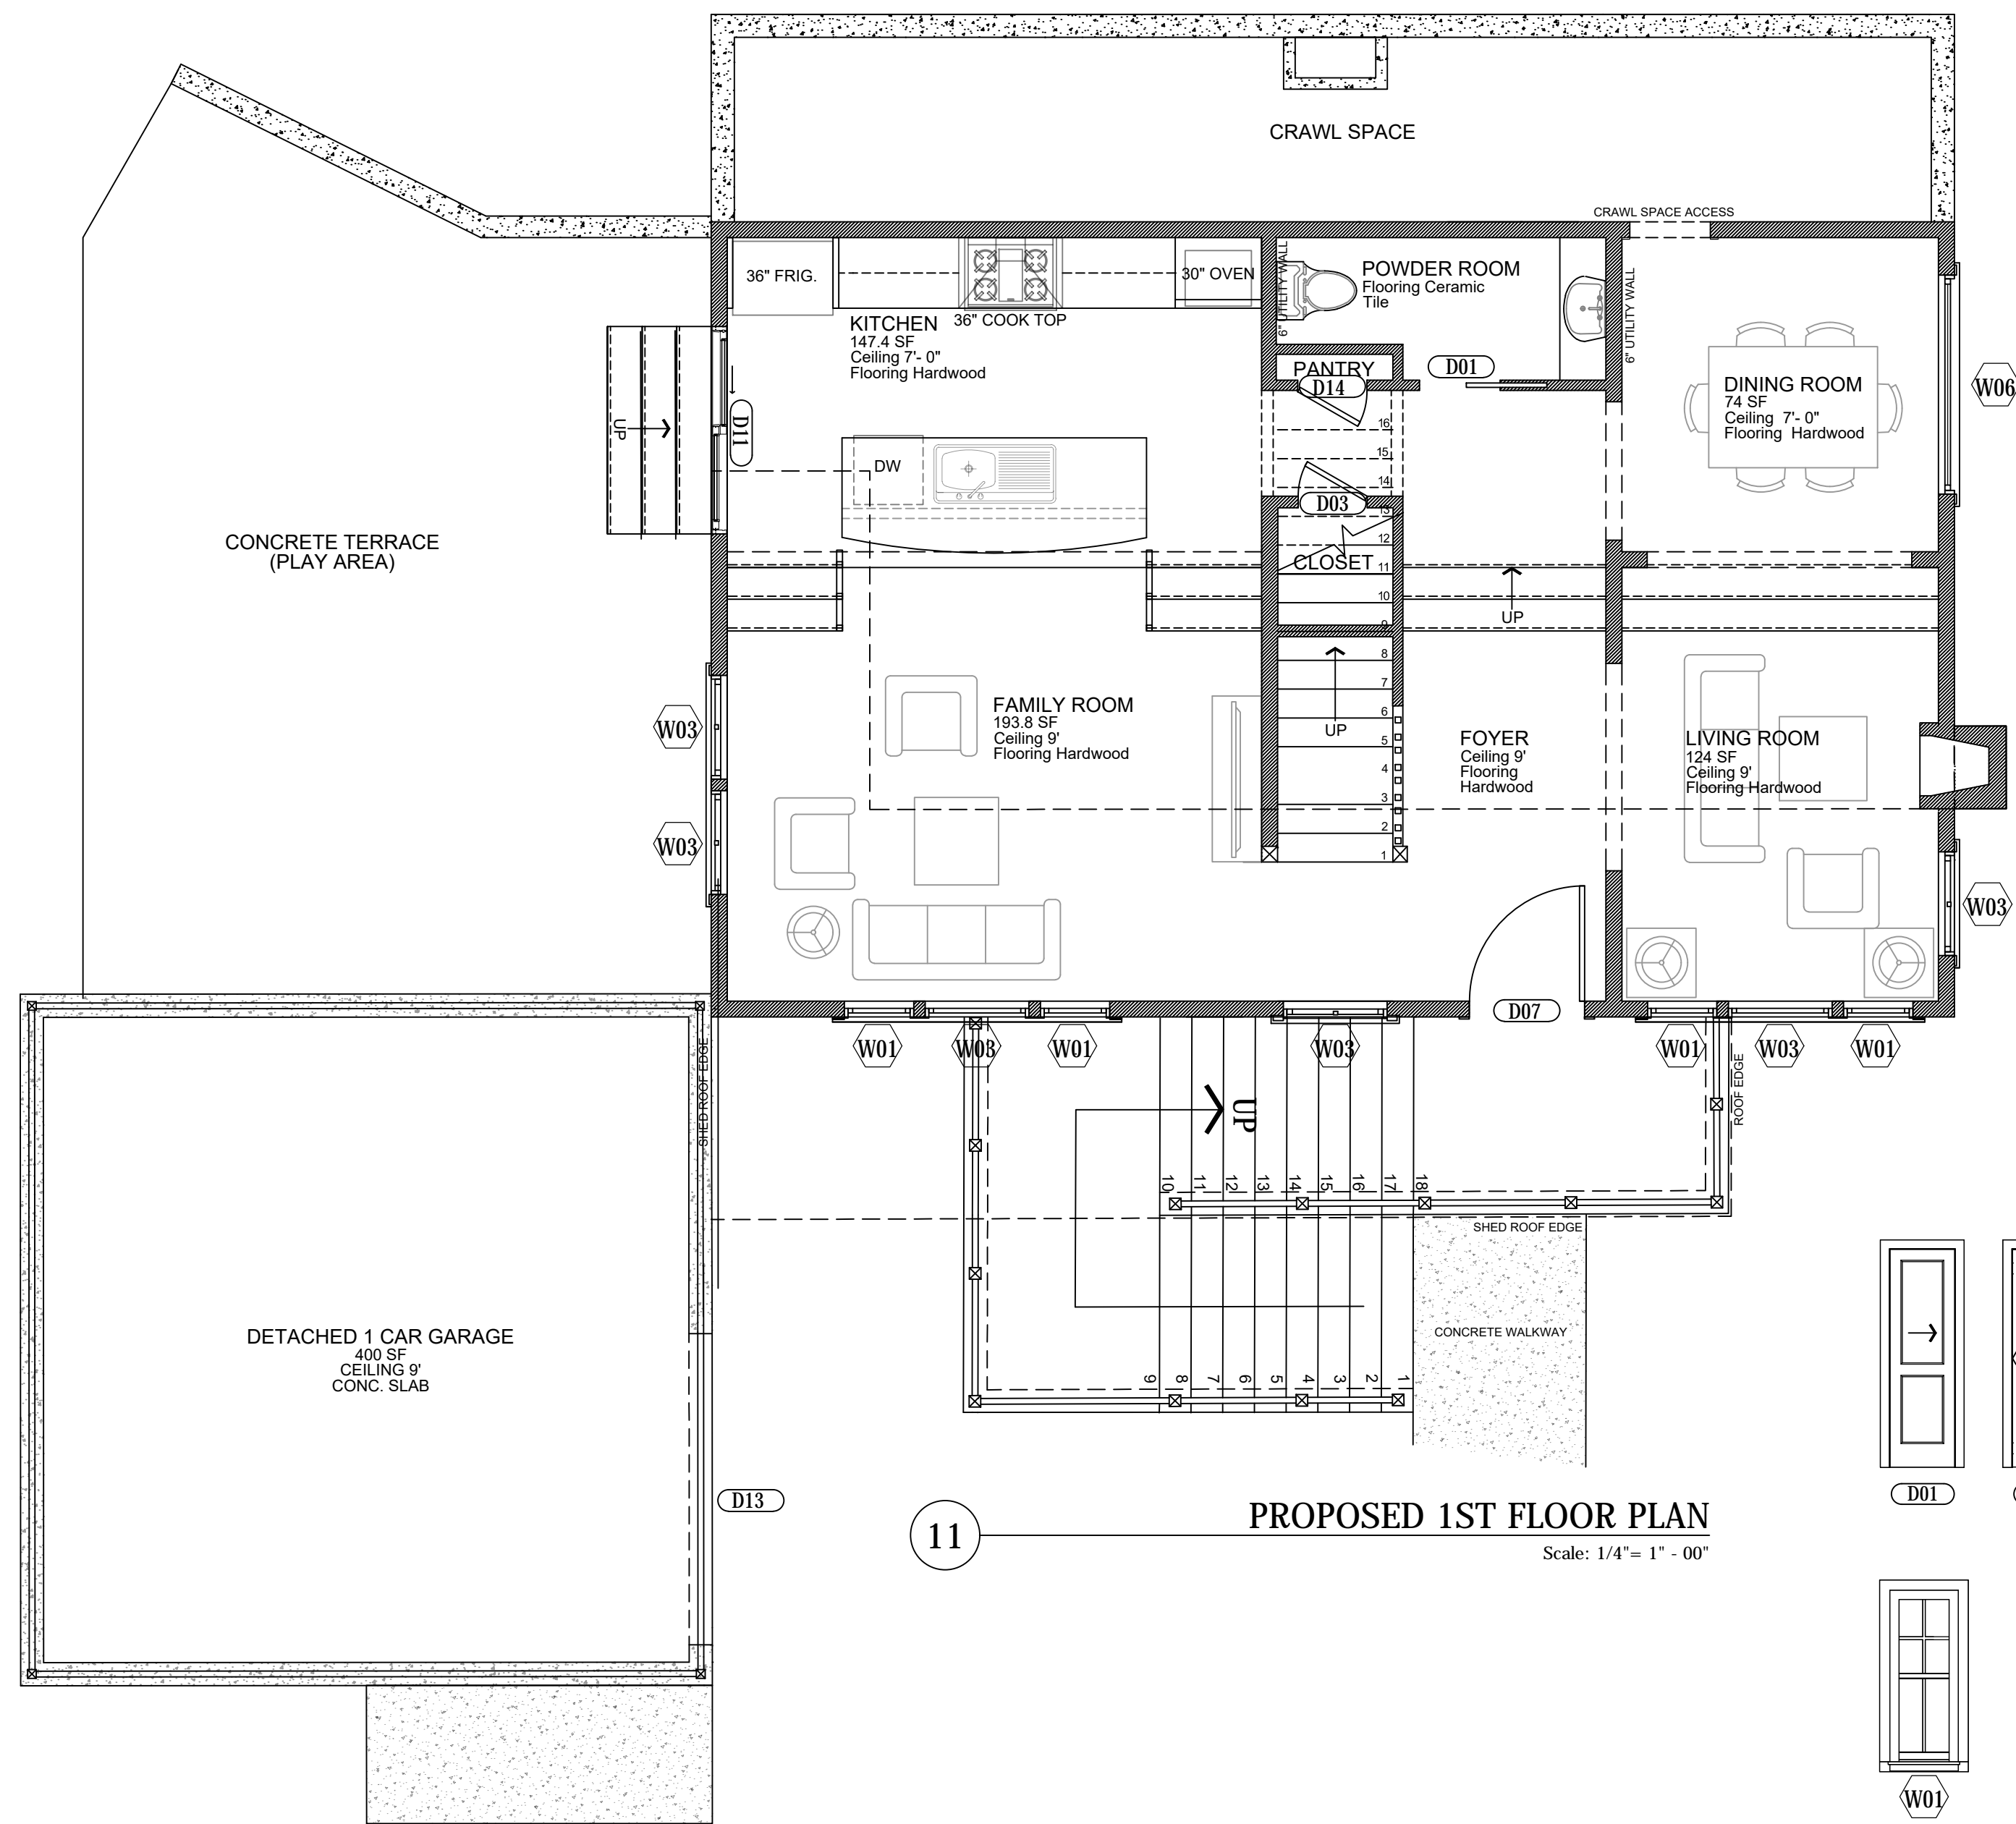 CRAWL SPACE
CRAWL SPACE ACCESS
36" FRIG.
30" OVEN
6" UTILITY WALL
POWDER ROOM
Flooring Ceramic
Tile
6" UTILITY WALL
KITCHEN
147.4 SF
Ceiling 7'- 0"
Flooring Hardwood
36" COOK TOP
PANTRY
D14
D01
DINING ROOM
74 SF
Ceiling 7'- 0"
Flooring Hardwood
W06
UP
D11
DW
16
15
14
D03
13
12
CLOSET
11
10
9
UP
CONCRETE TERRACE
(PLAY AREA)
8
7
6
5
4
3
2
1
UP
FAMILY ROOM
193.8 SF
Ceiling 9'
Flooring Hardwood
FOYER
Ceiling 9'
Flooring
Hardwood
LIVING ROOM
124 SF
Ceiling 9'
Flooring Hardwood
W03
W03
W03
D07
W01
W03
W01
W03
W01
W03
W01
SHED ROOF EDGE
ROOF EDGE
UP
10
11
12
13
14
15
16
17
18
SHED ROOF EDGE
CONCRETE WALKWAY
9
8
7
6
5
4
3
2
1
DETACHED 1 CAR GARAGE
400 SF
CEILING 9'
CONC. SLAB
D13
11
PROPOSED 1ST FLOOR PLAN
Scale: 1/4"= 1" - 00"
D01
W01